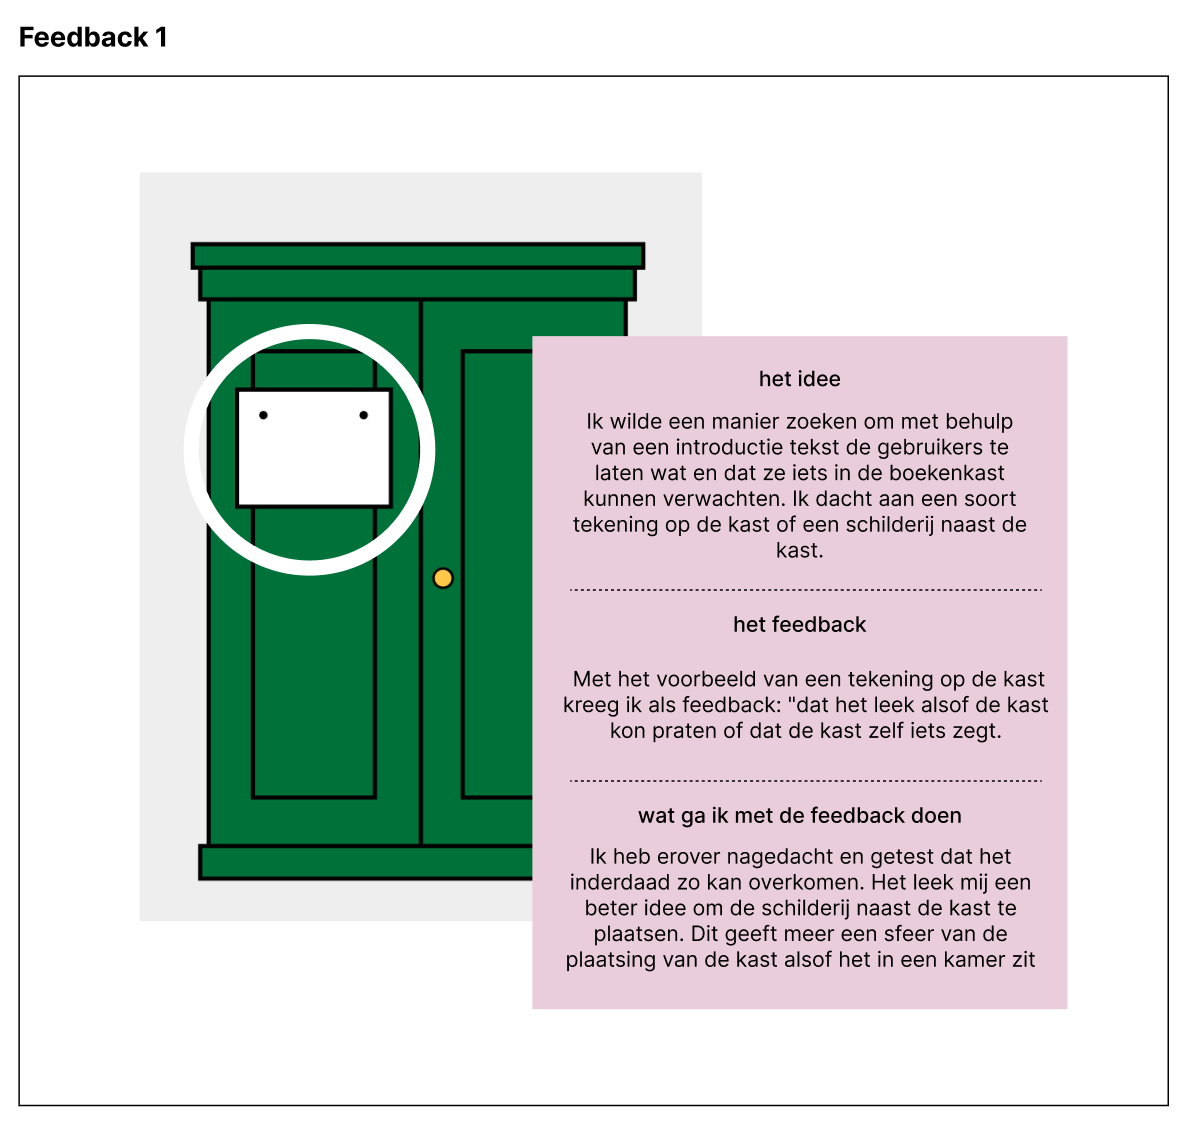 Feedback 1
het idee
Ik wilde een manier zoeken om met behulp
van een introductie tekst de gebruikers te
laten wat en dat ze iets in de boekenkast
kunnen verwachten. Ik dacht aan een soort
tekening op de kast of een schilderij naast de
kast.
het feedback
Met het voorbeeld van een tekening op de kast
kreeg ik als feedback: "dat het leek alsof de kast
kon praten of dat de kast zelf iets zegt.
wat ga ik met de feedback doen
Ik heb erover nagedacht en getest dat het
inderdaad zo kan overkomen. Het leek mij een
beter idee om de schilderij naast de kast te
plaatsen. Dit geeft meer een sfeer van de
plaatsing van de kast alsof het in een kamer zit